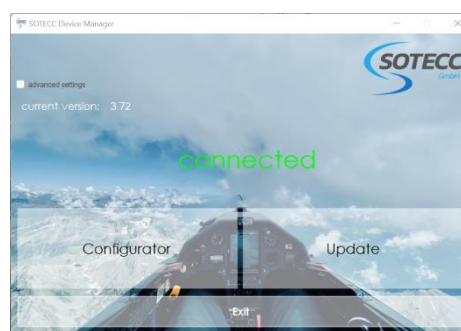 SOTECC Device Manager
SOTECC
GmbH
advanced settings
current version: 3.72
connected
Configurator
Update
Exit